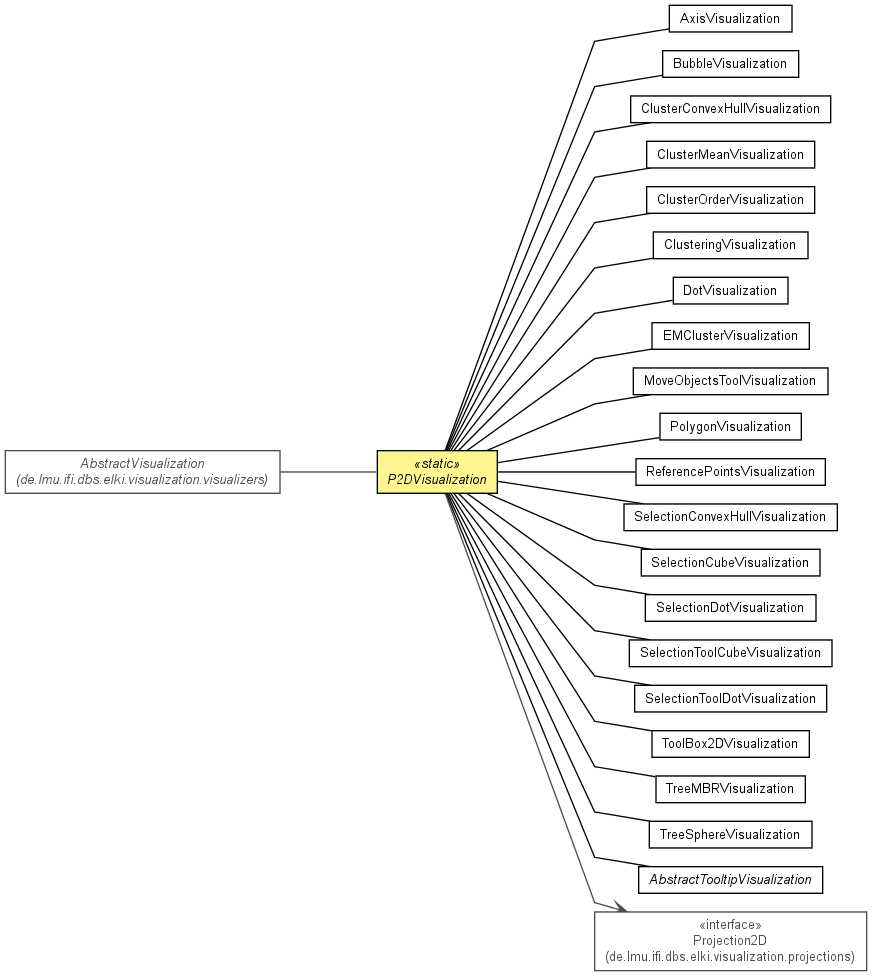 AxisVisualization
BubbleVisualization
ClusterConvexHullVisualization
ClusterMeanVisualization
ClusterOrderVisualization
ClusteringVisualization
DotVisualization
EMClusterVisualization
MoveObjectsToolVisualization
PolygonVisualization
AbstractVisualization
(de.lmu.ifi.dbs.elki.visualization.visualizers)
«static»
P2DVisualization
ReferencePointsVisualization
SelectionConvexHullVisualization
SelectionCubeVisualization
SelectionDotVisualization
SelectionToolCubeVisualization
SelectionToolDotVisualization
ToolBox2DVisualization
TreeMBRVisualization
TreeSphereVisualization
AbstractTooltipVisualization
«interface»
Projection2D
(de.lmu.ifi.dbs.elki.visualization.projections)